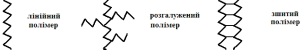 лінійний
полімер
розгалужений
полімер
зшитий
полімер